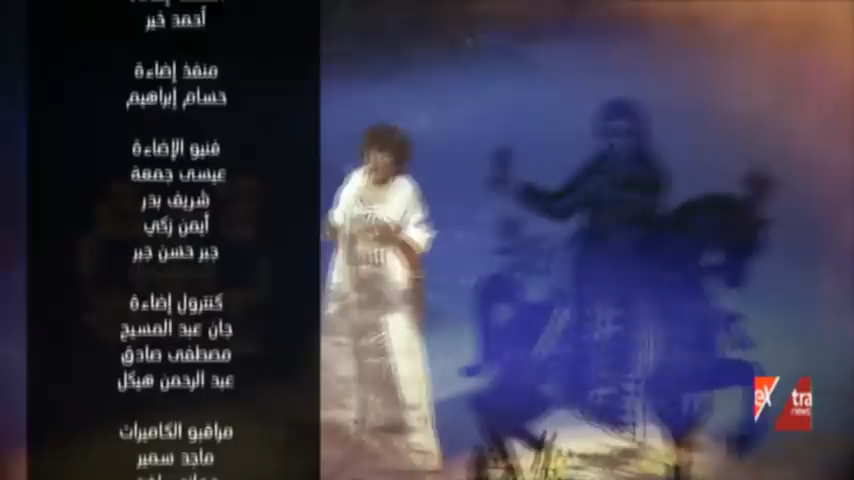 أحمد خير
منفذ إضاءة
حسام إبراهيم
فنيو الإضاءة
عيسى جمعة
شريف بدر
أيمن زكي
جبر حسن جبر
كنترول إضاءة
جان عبد المسيح
مصطفى صادق
عبد الرحمن هيكل
مراقبو الكاميرات
ماجد سمير
eXtra
news